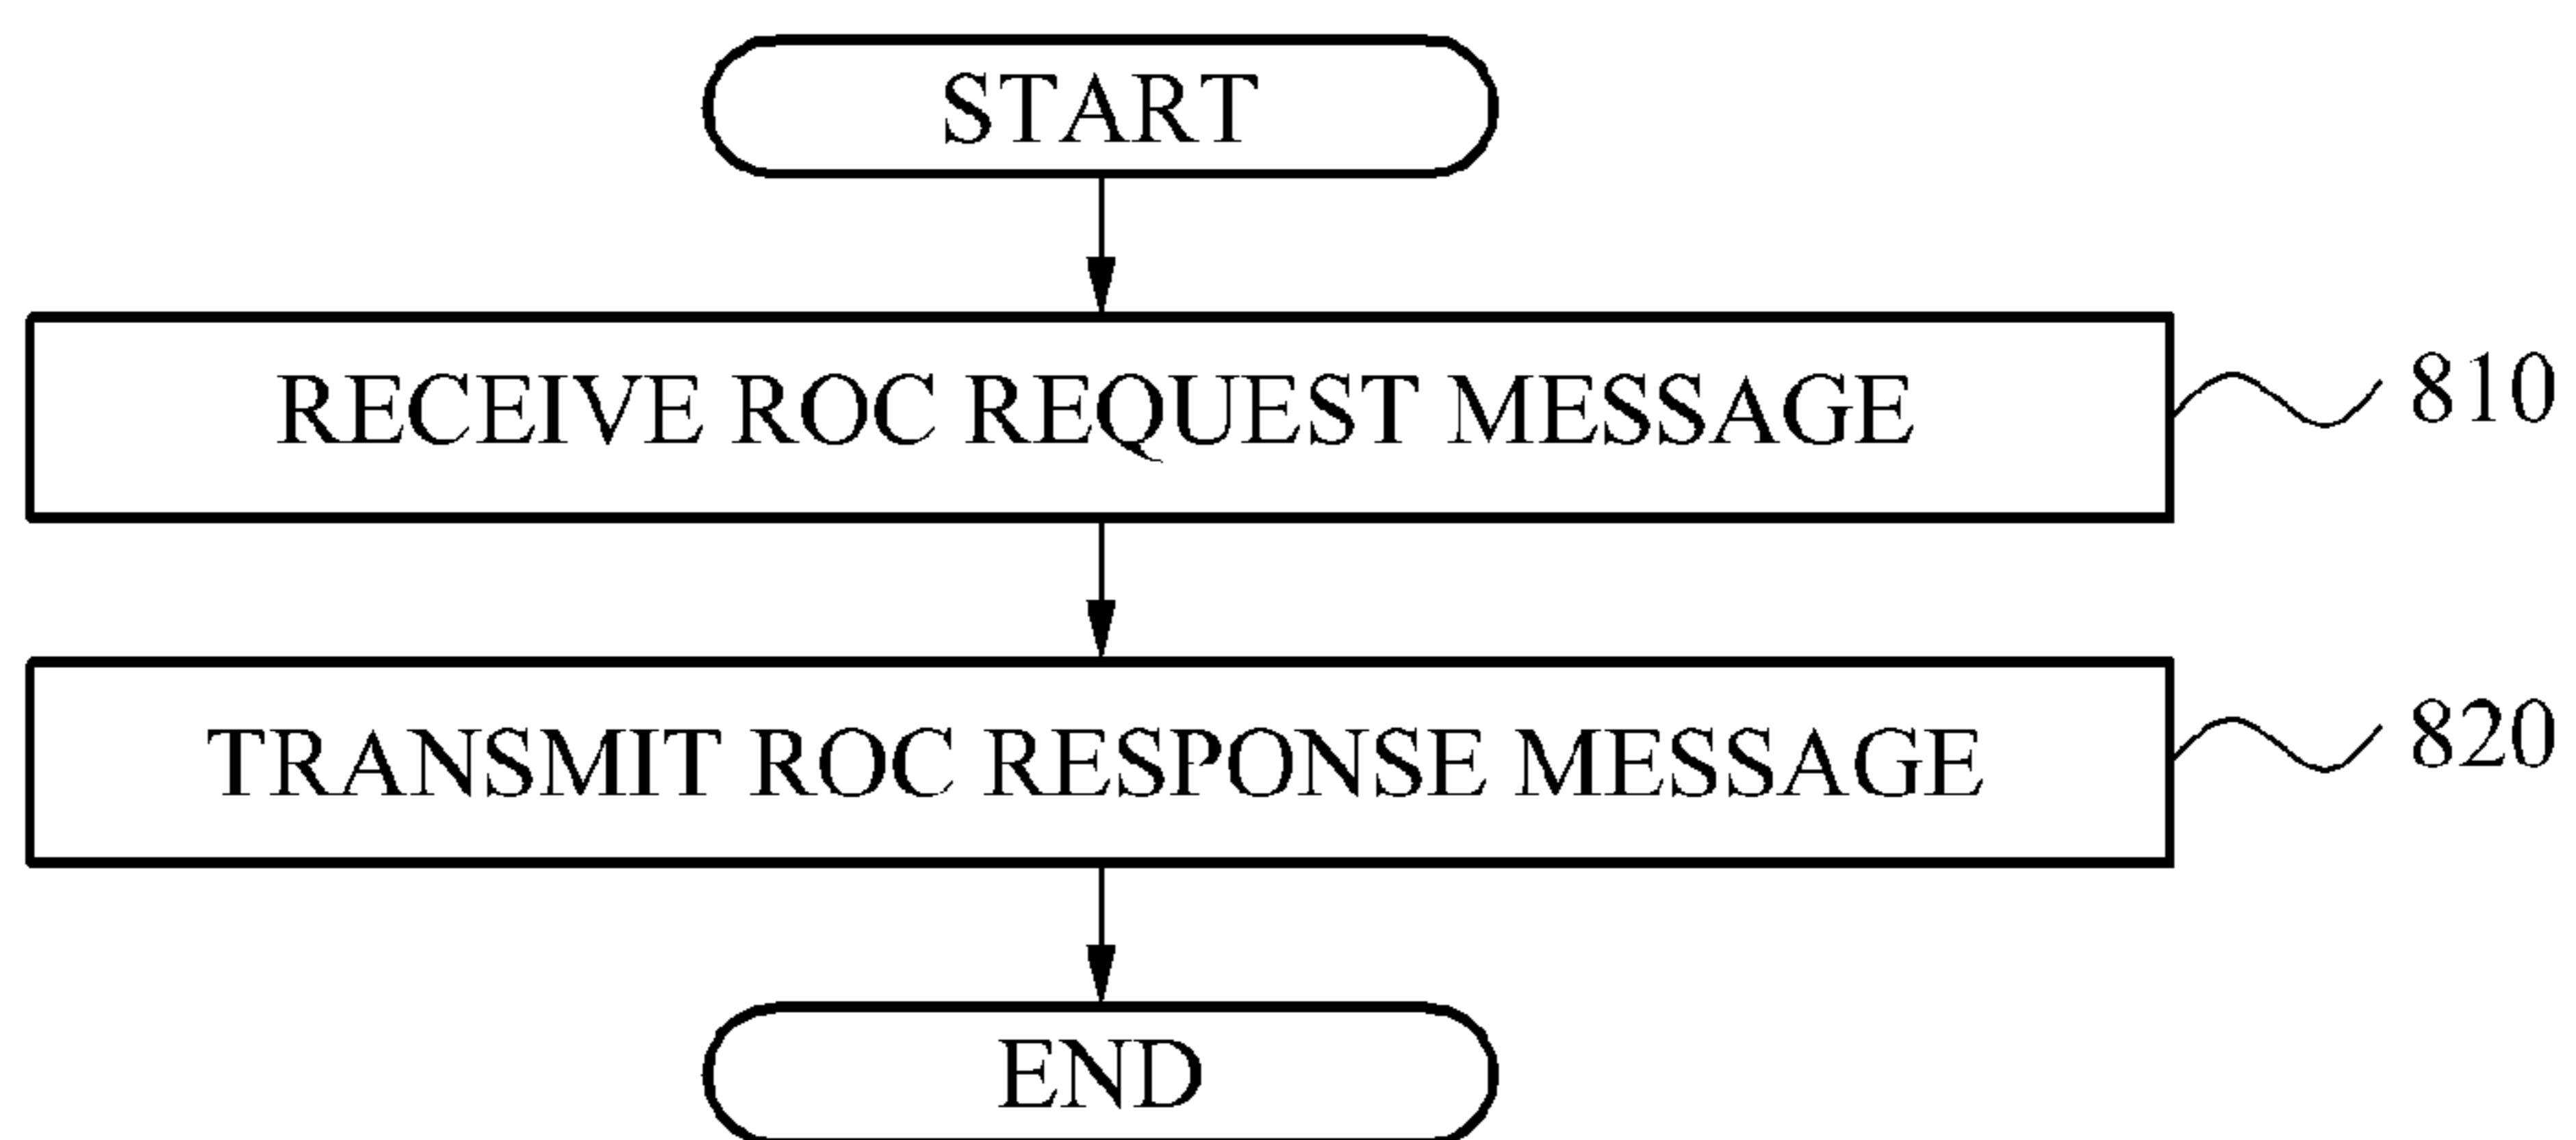 START
RECEIVE ROC REQUEST MESSAGE
810
TRANSMIT ROC RESPONSE MESSAGE
820
END